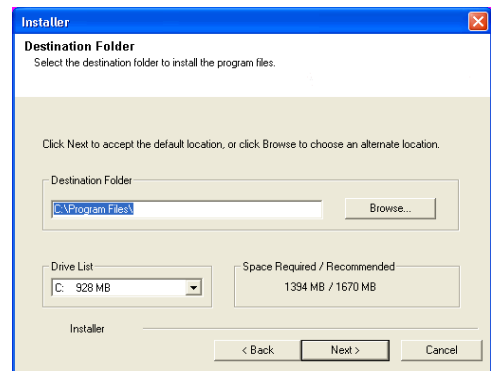 Installer
Destination Folder
Select the destination folder to install the program files.
Click Next to accept the default location, or click Browse to choose an alternate location.
Destination Folder
C:\Program Files\
Browse...
Drive List
Space Required / Recommended
C: 928 MB
1394 MB / 1670 MB
Installer
< Back
Next >
Cancel